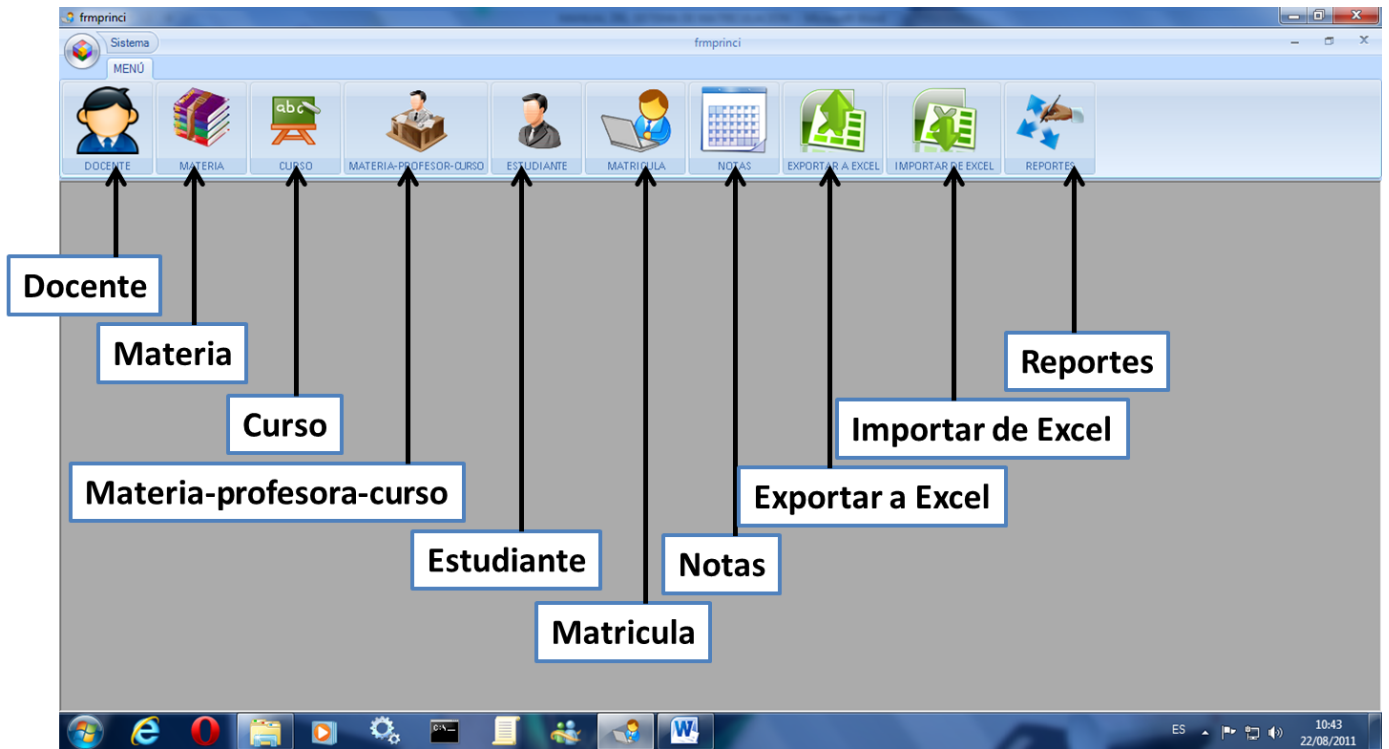 frmprinci
Sistema
frmprinci
MENÚ
DOCENTE
MATERIA
CURSO
MATERIA-PROFESOR-CURSO
ESTUDIANTE
MATRICULA
NOTAS
EXPORTAR A EXCEL
IMPORTAR DE EXCEL
REPORTES
Docente
Materia
Reportes
Curso
Importar de Excel
Materia-profesora-curso
Exportar a Excel
Estudiante
Notas
Matricula
ES
10:43
22/08/2011